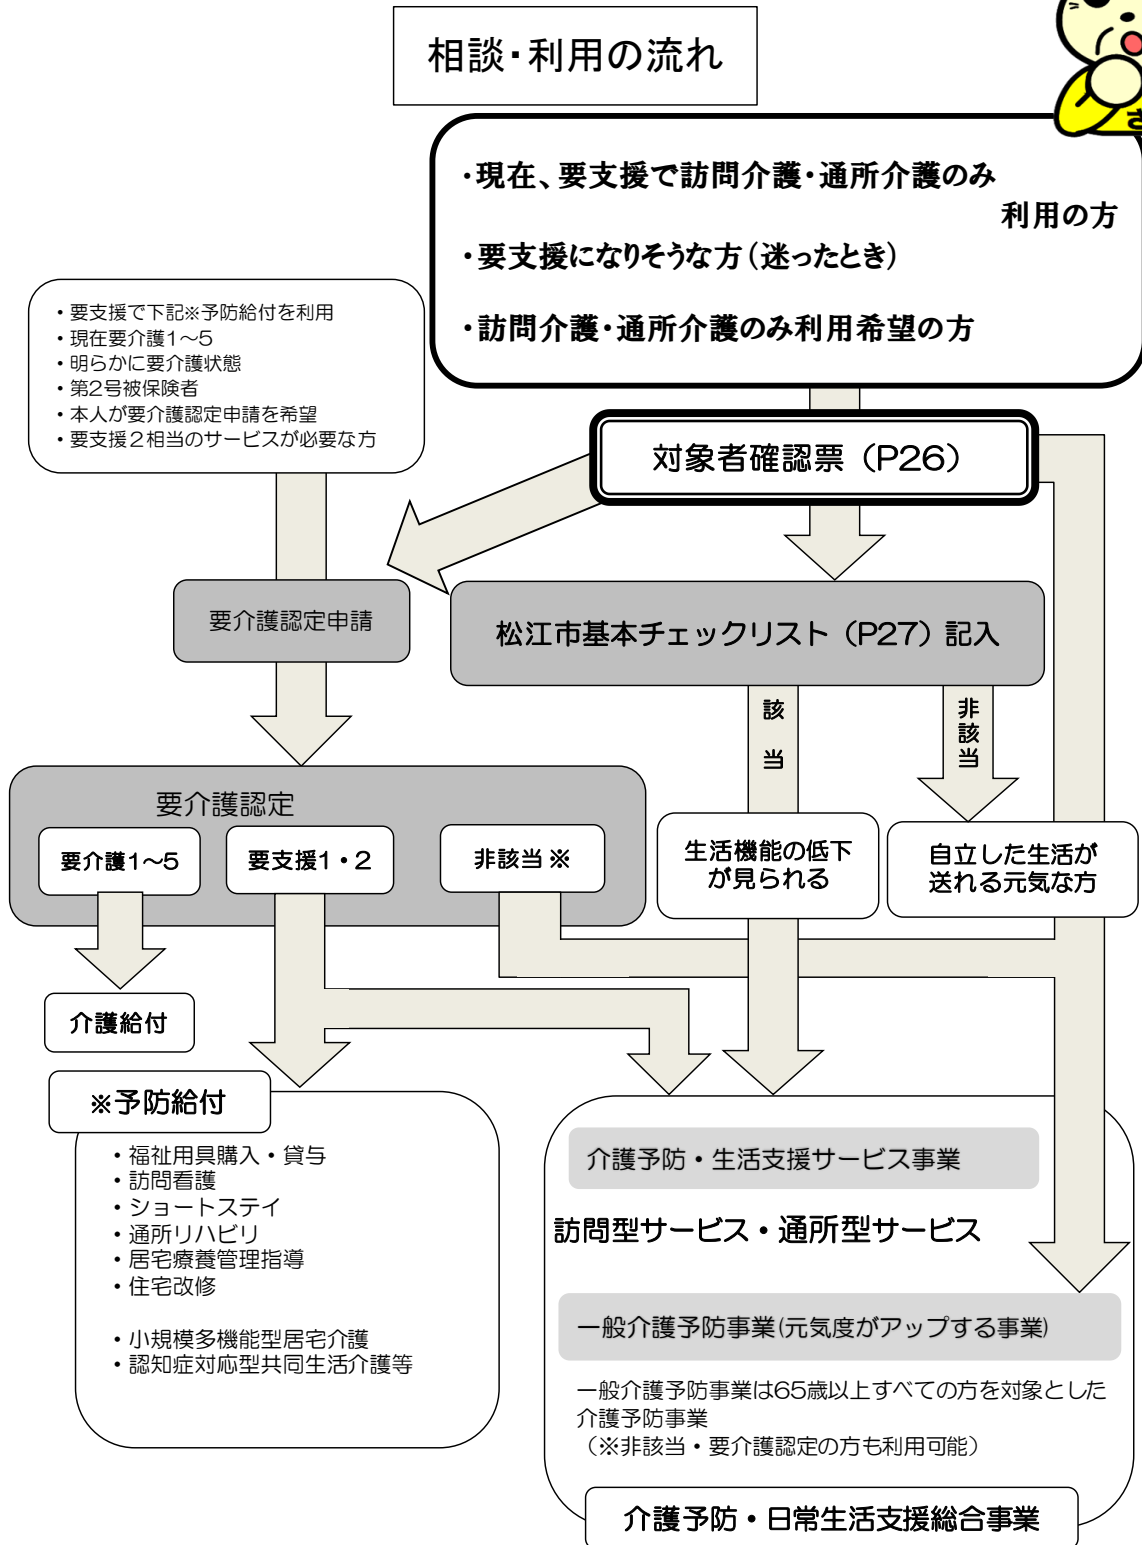 相談・利用の流れ
さ
・現在、要支援で訪問介護・通所介護のみ
利用の方
・要支援になりそうな方（迷ったとき）
・訪問介護・通所介護のみ利用希望の方
・要支援で下記※予防給付を利用
・現在要介護1～5
・明らかに要介護状態
・第2号被保険者
・本人が要介護認定申請を希望
・要支援２相当のサービスが必要な方
対象者確認票（P26）
要介護認定申請
松江市基本チェックリスト（P27）記入
該当
非該当
要介護認定
要介護1～5
要支援1・2
非該当※
生活機能の低下
が見られる
自立した生活が
送れる元気な方
介護給付
※予防給付
・福祉用具購入・貸与
・訪問看護
・ショートステイ
・通所リハビリ
・居宅療養管理指導
・住宅改修
・小規模多機能型居宅介護
・認知症対応型共同生活介護等
介護予防・生活支援サービス事業
訪問型サービス・通所型サービス
一般介護予防事業(元気度がアップする事業)
一般介護予防事業は65歳以上すべての方を対象とした
介護予防事業
（※非該当・要介護認定の方も利用可能）
介護予防・日常生活支援総合事業